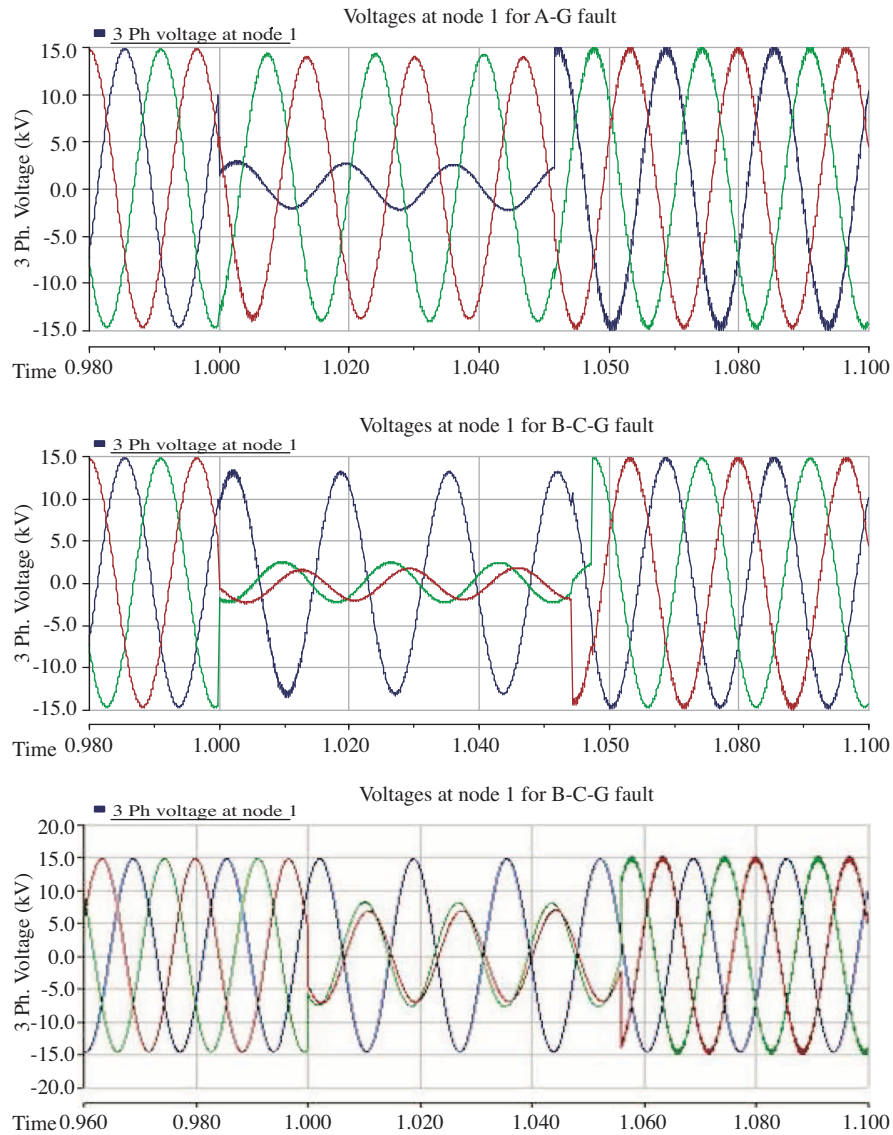 Voltages at node 1 for A-G fault
3 Ph voltage at node 1
3 Ph. Voltage (kV)
15.0
10.0
5.0
0.0
-5.0
-10.0
-15.0
Time 0.980 1.000 1.020 1.040 1.050 1.080 1.100
Voltages at node 1 for B-C-G fault
3 Ph voltage at node 1
3 Ph. Voltage (kV)
15.0
10.0
5.0
0.0
-5.0
-10.0
-15.0
Time 0.980 1.000 1.020 1.040 1.050 1.080 1.100
Voltages at node 1 for B-C-G fault
3 Ph voltage at node 1
3 Ph. Voltage (kV)
20.0
15.0
10.0
5.0
0.0
-5.0
-10.0
-15.0
-20.0
Time 0.960 0.980 1.000 1.020 1.040 1.060 1.080 1.100